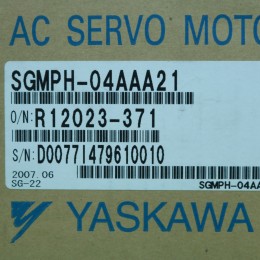 AC SERVO MOTO
SGMPH-04AAA21
O/N: R12023-371
S/N: D00771479610010
2007.06
SG-22
SGMPH-04AA
YASKAWA